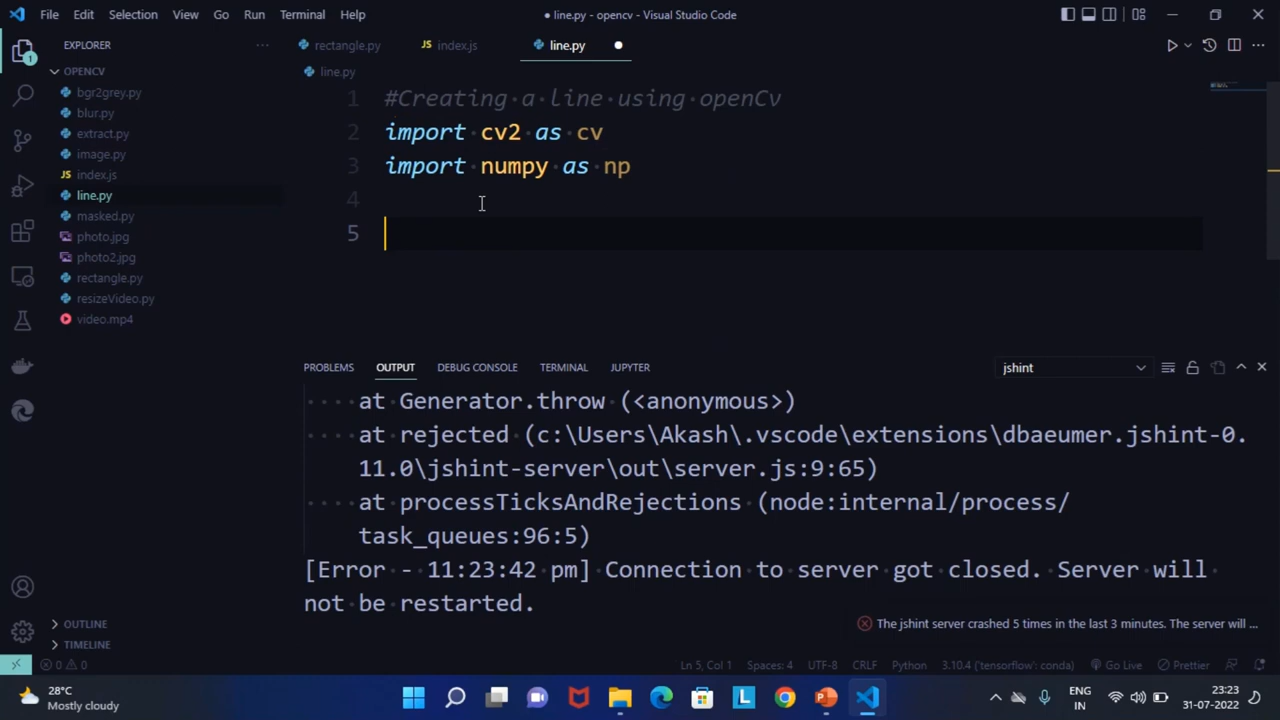 File Edit Selection View Go Run Terminal Help
● line.py - opencv - Visual Studio Code
EXPLORER
rectangle.py
JS index.js
line.py
1
OPENCV
bgr2grey.py
blur.py
extract.py
image.py
JS index.js
line.py
masked.py
photo.jpg
photo2.jpg
rectangle.py
resizeVideo.py
video.mp4
OUTLINE
TIMELINE
line.py
1 #Creating a line using openCv
2 import cv2 as cv
3 import numpy as np
4
5
PROBLEMS OUTPUT DEBUG CONSOLE TERMINAL JUPYTER
jshint
at Generator.throw (<anonymous>)
at rejected (c:\Users\Akash\.vscode\extensions\dbaeumer.jshint-0.
11.0\jshint-server\out\server.js:9:65)
at processTicksAndRejections (node:internal/process/
task_queues:96:5)
[Error - 11:23:42 pm] Connection to server got closed. Server will
not be restarted.
The jshint server crashed 5 times in the last 3 minutes. The server will ...
0 0
Ln 5, Col 1 Spaces: 4 UTF-8 CRLF Python 3.10.4 ('tensorflow': conda) Go Live Prettier
28°C
Mostly cloudy
L
ENG
IN
23:23
31-07-2022